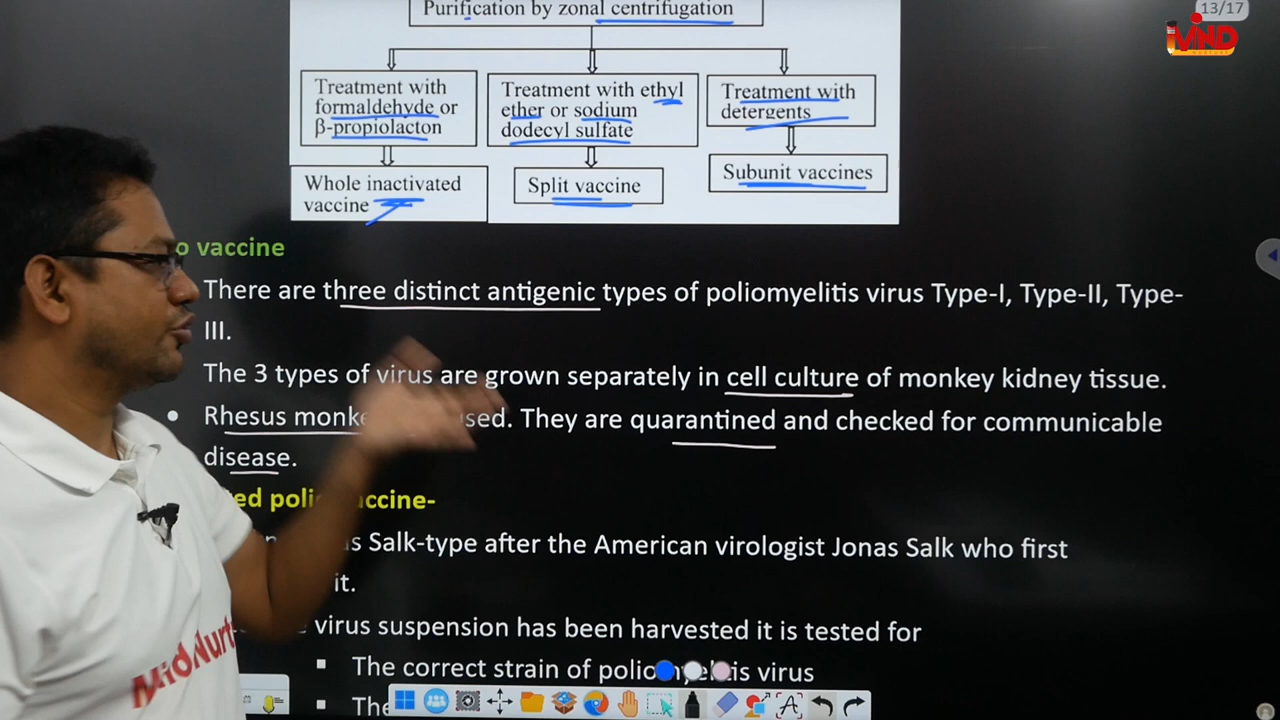 Purification by zonal centrifugation
13/17
MIND
Treatment with
formaldehyde or
β-propiolacton
Treatment with ethyl
ether or sodium
dodecyl sulfate
Treatment with
detergents
Whole inactivated
vaccine
Split vaccine
Subunit vaccines
o vaccine
There are three distinct antigenic types of poliomyelitis virus Type-I, Type-II, Type-
III.
The 3 types of virus are grown separately in cell culture of monkey kidney tissue.
• Rhesus monke sed. They are quarantined and checked for communicable
disease.
ed poli accine-
s Salk-type after the American virologist Jonas Salk who first
it.
virus suspension has been harvested it is tested for
▪ The correct strain of poliomyelitis virus
▪ The
MidNurt